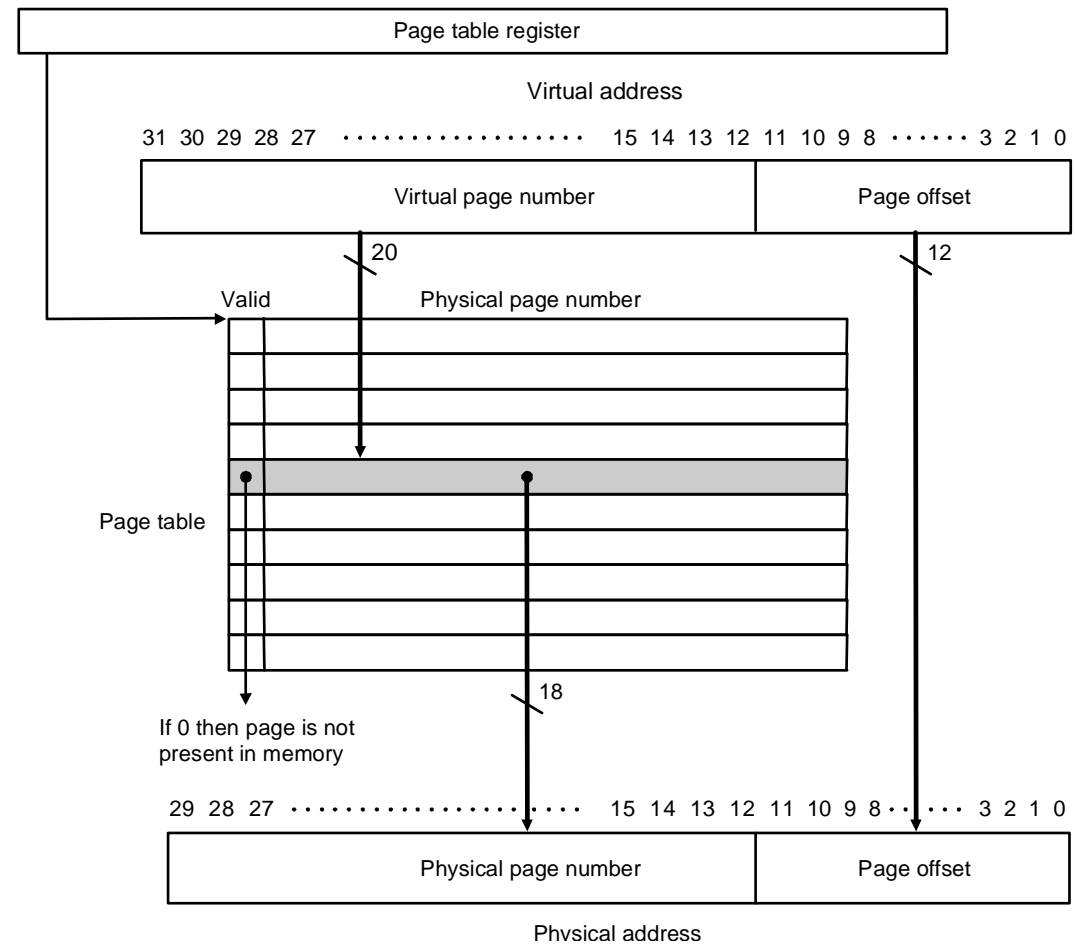 Page table register
Virtual address
31 30 29 28 27 .................. 15 14 13 12 11 10 9 8 ...... 3 2 1 0
Virtual page number Page offset
20 12
Valid Physical page number
Page table
18
If 0 then page is not
present in memory
29 28 27 ...................... 15 14 13 12 11 10 9 8 ...... 3 2 1 0
Physical page number Page offset
Physical address